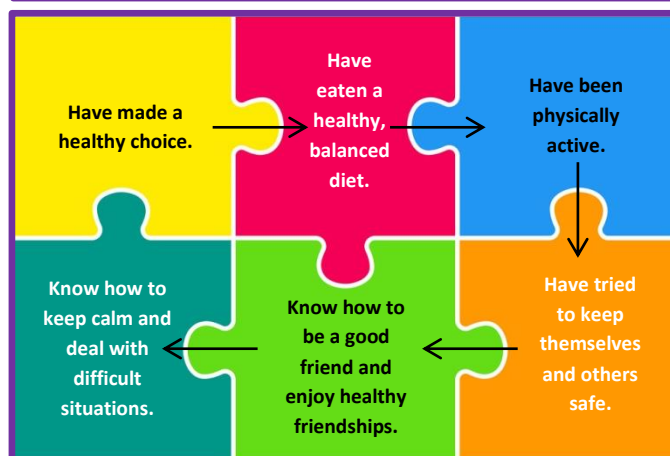 Have made a
healthy choice.
Have
eaten a
healthy,
balanced
diet.
Have been
physically
active.
Have tried
to keep
themselves
and others
safe.
Know how to
be a good
friend and
enjoy healthy
friendships.
Know how to
keep calm and
deal with
difficult
situations.